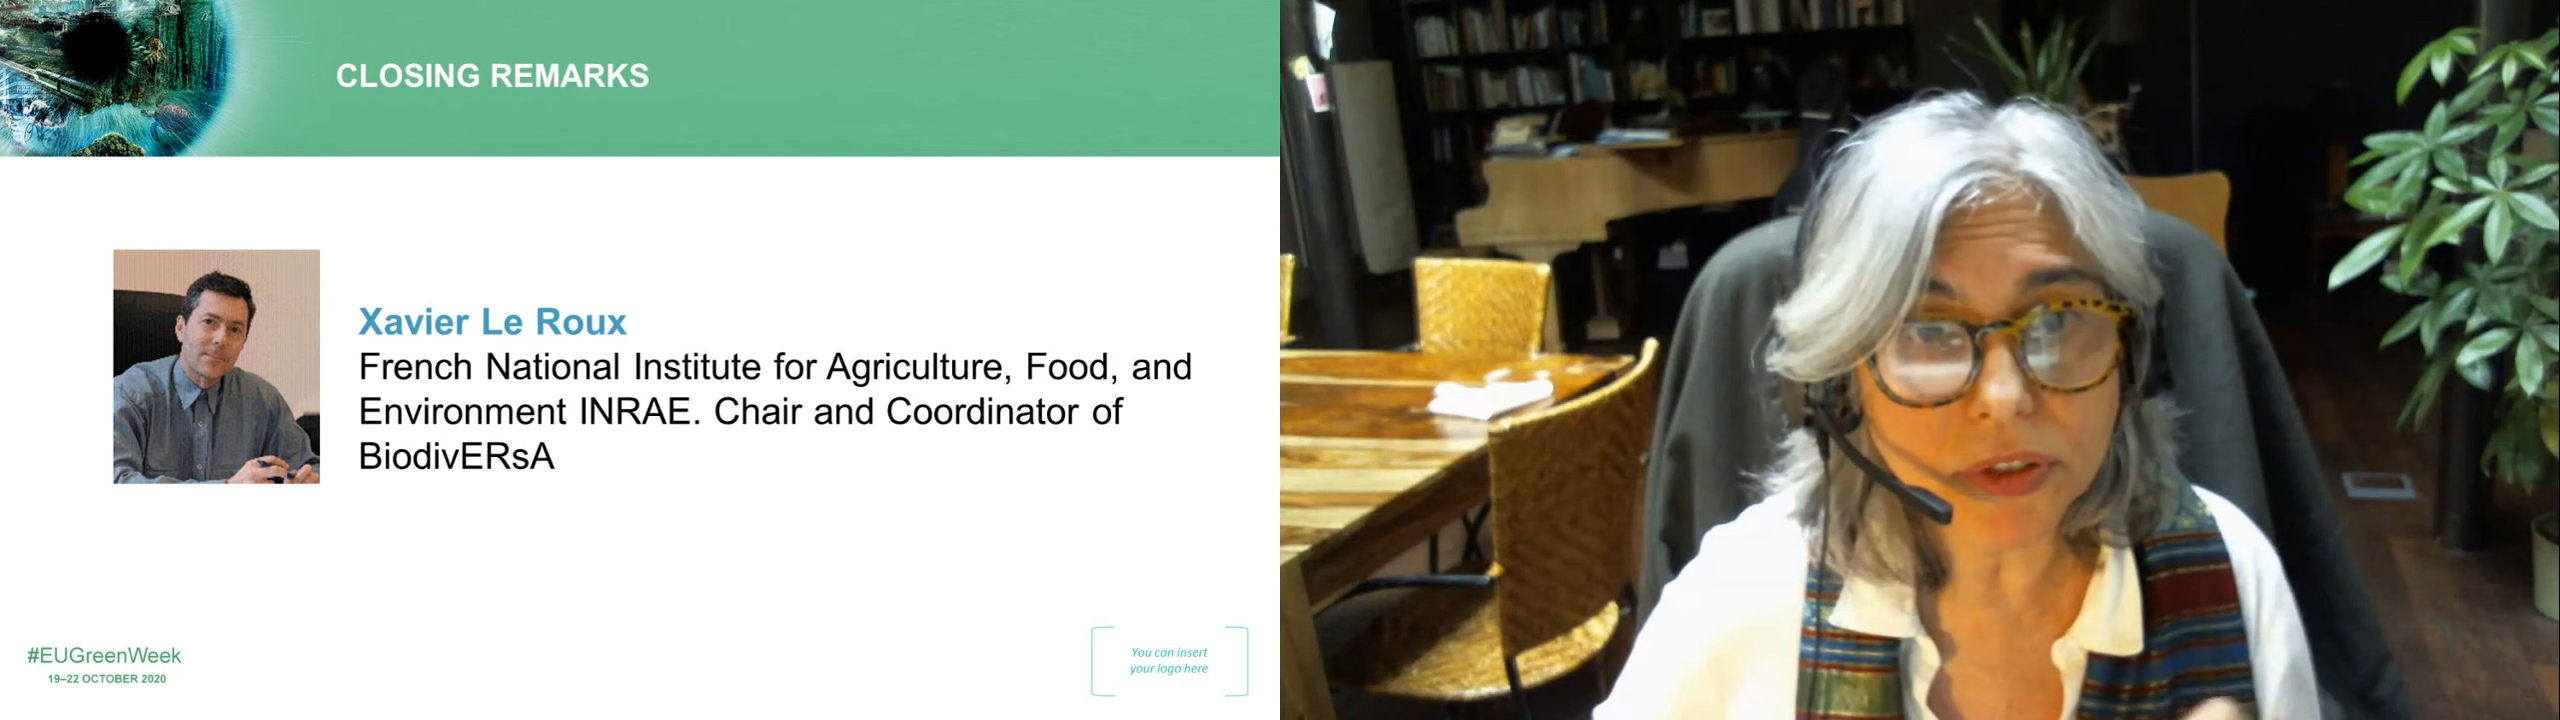 CLOSING REMARKS
Xavier Le Roux
French National Institute for Agriculture, Food, and
Environment INRAE. Chair and Coordinator of
BiodivERsA
#EUGreenWeek
19–22 OCTOBER 2020
You can insert
your logo here